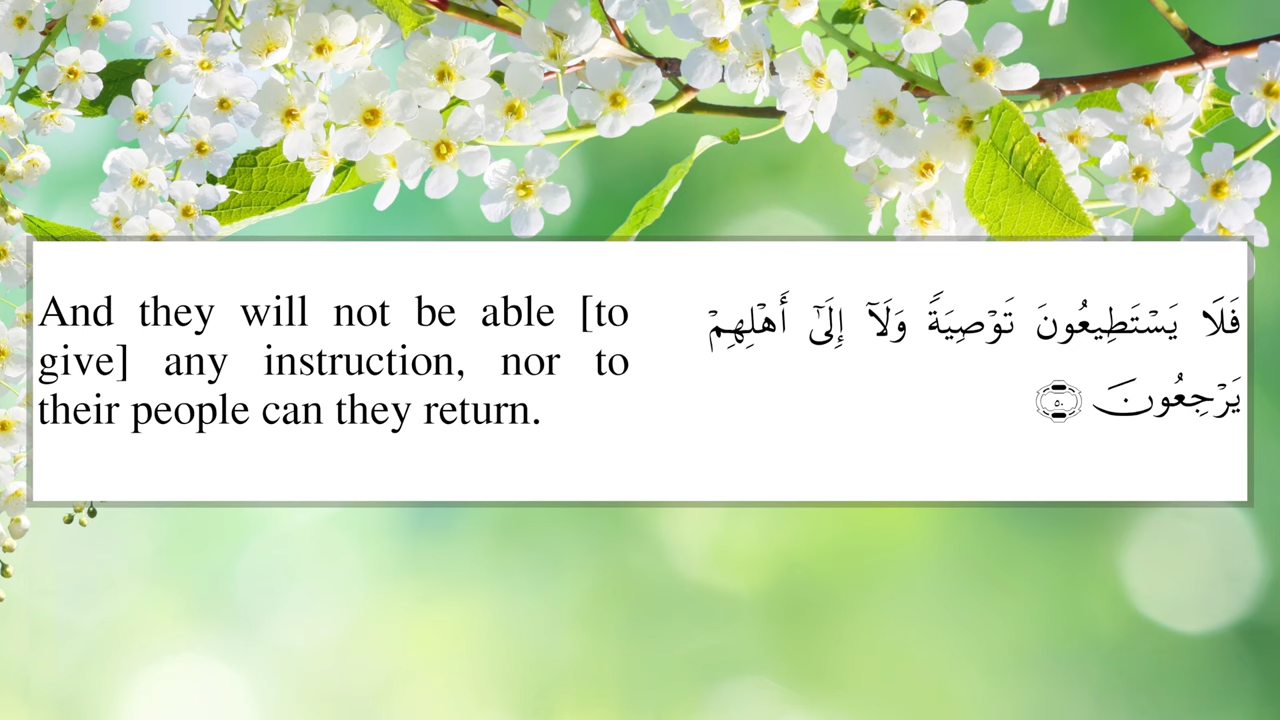 And they will not be able [to
give] any instruction, nor to
their people can they return.
فَلَا يَسْتَطِيعُونَ تَوْصِيَةً وَلَآ إِلَىٰٓ أَهْلِهِمْ
يَرْجِعُونَ ٥٠